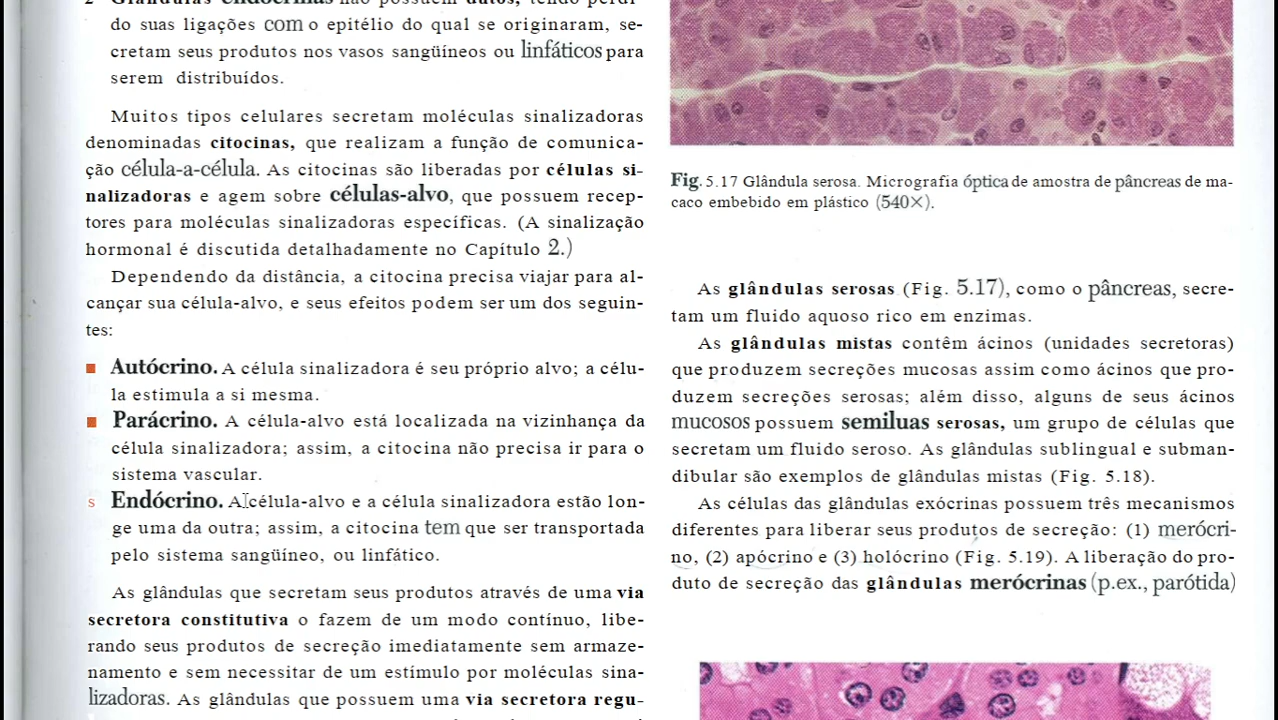 2 Glândulas endócrinas não possuem dutos, tendo perdi-
do suas ligações com o epitélio do qual se originaram, se-
cretam seus produtos nos vasos sangüíneos ou linfáticos para
serem distribuídos.
Muitos tipos celulares secretam moléculas sinalizadoras
denominadas citocinas, que realizam a função de comunica-
ção célula-a-célula. As citocinas são liberadas por células si-
nalizadoras e agem sobre células-alvo, que possuem recep-
tores para moléculas sinalizadoras específicas. (A sinalização
hormonal é discutida detalhadamente no Capítulo 2.)
Dependendo da distância, a citocina precisa viajar para al-
cançar sua célula-alvo, e seus efeitos podem ser um dos seguin-
tes:
Autócrino. A célula sinalizadora é seu próprio alvo; a célu-
la estimula a si mesma.
Parácrino. A célula-alvo está localizada na vizinhança da
célula sinalizadora; assim, a citocina não precisa ir para o
sistema vascular.
s Endócrino. A célula-alvo e a célula sinalizadora estão lon-
ge uma da outra; assim, a citocina tem que ser transportada
pelo sistema sangüíneo, ou linfático.
As glândulas que secretam seus produtos através de uma via
secretora constitutiva o fazem de um modo contínuo, libe-
rando seus produtos de secreção imediatamente sem armaze-
namento e sem necessitar de um estímulo por moléculas sina-
lizadoras. As glândulas que possuem uma via secretora regu-
Fig. 5.17 Glândula serosa. Micrografia óptica de amostra de pâncreas de ma-
caco embebido em plástico (540×).
As glândulas serosas (Fig. 5.17), como o pâncreas, secre-
tam um fluido aquoso rico em enzimas.
As glândulas mistas contêm ácinos (unidades secretoras)
que produzem secreções mucosas assim como ácinos que pro-
duzem secreções serosas; além disso, alguns de seus ácinos
mucosos possuem semiluas serosas, um grupo de células que
secretam um fluido seroso. As glândulas sublingual e subman-
dibular são exemplos de glândulas mistas (Fig. 5.18).
As células das glândulas exócrinas possuem três mecanismos
diferentes para liberar seus produtos de secreção: (1) merócri-
no, (2) apócrino e (3) holócrino (Fig. 5.19). A liberação do pro-
duto de secreção das glândulas merócrinas (p.ex., parótida)